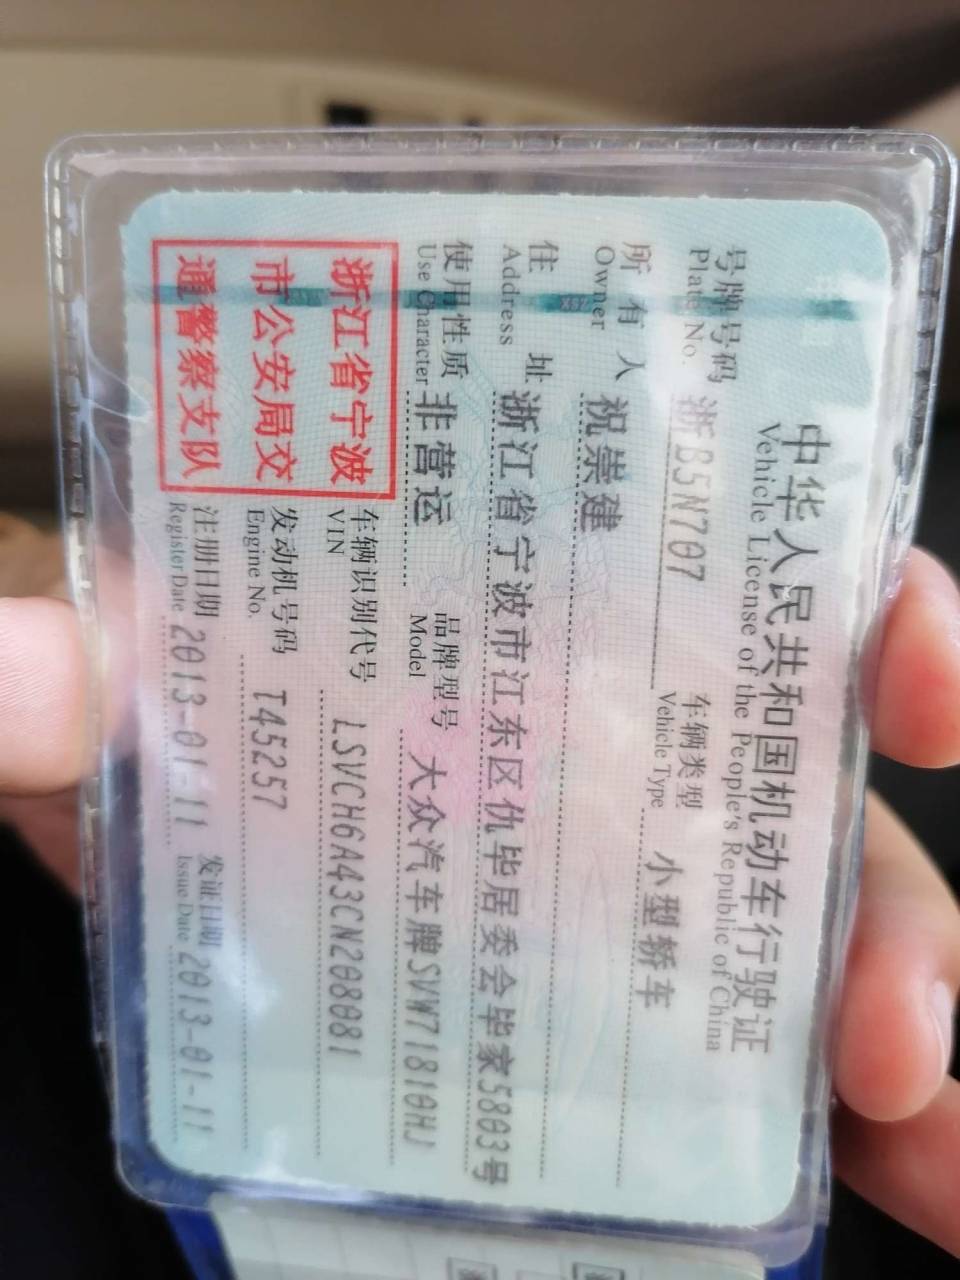 中华人民共和国机动车行驶证
Vehicle License of the People's Republic of China
号牌号码 浙B5N707 车辆类型 小型轿车
Plate No. Vehicle Type
所有人 祝崇建
Owner
住址 浙江省宁波市江东区仇毕居委会毕家5803号
Address
使用性质 非营运 品牌型号 大众汽车牌SVW71810HJ
Use Character Model
浙江省宁波
市公安局交
通警察支队
车辆识别代号 LSVCH6A43CN208081
VIN
发动机号码 T45257
Engine No.
注册日期 2013-01-11 发证日期 2013-01-11
Register Date Issue Date